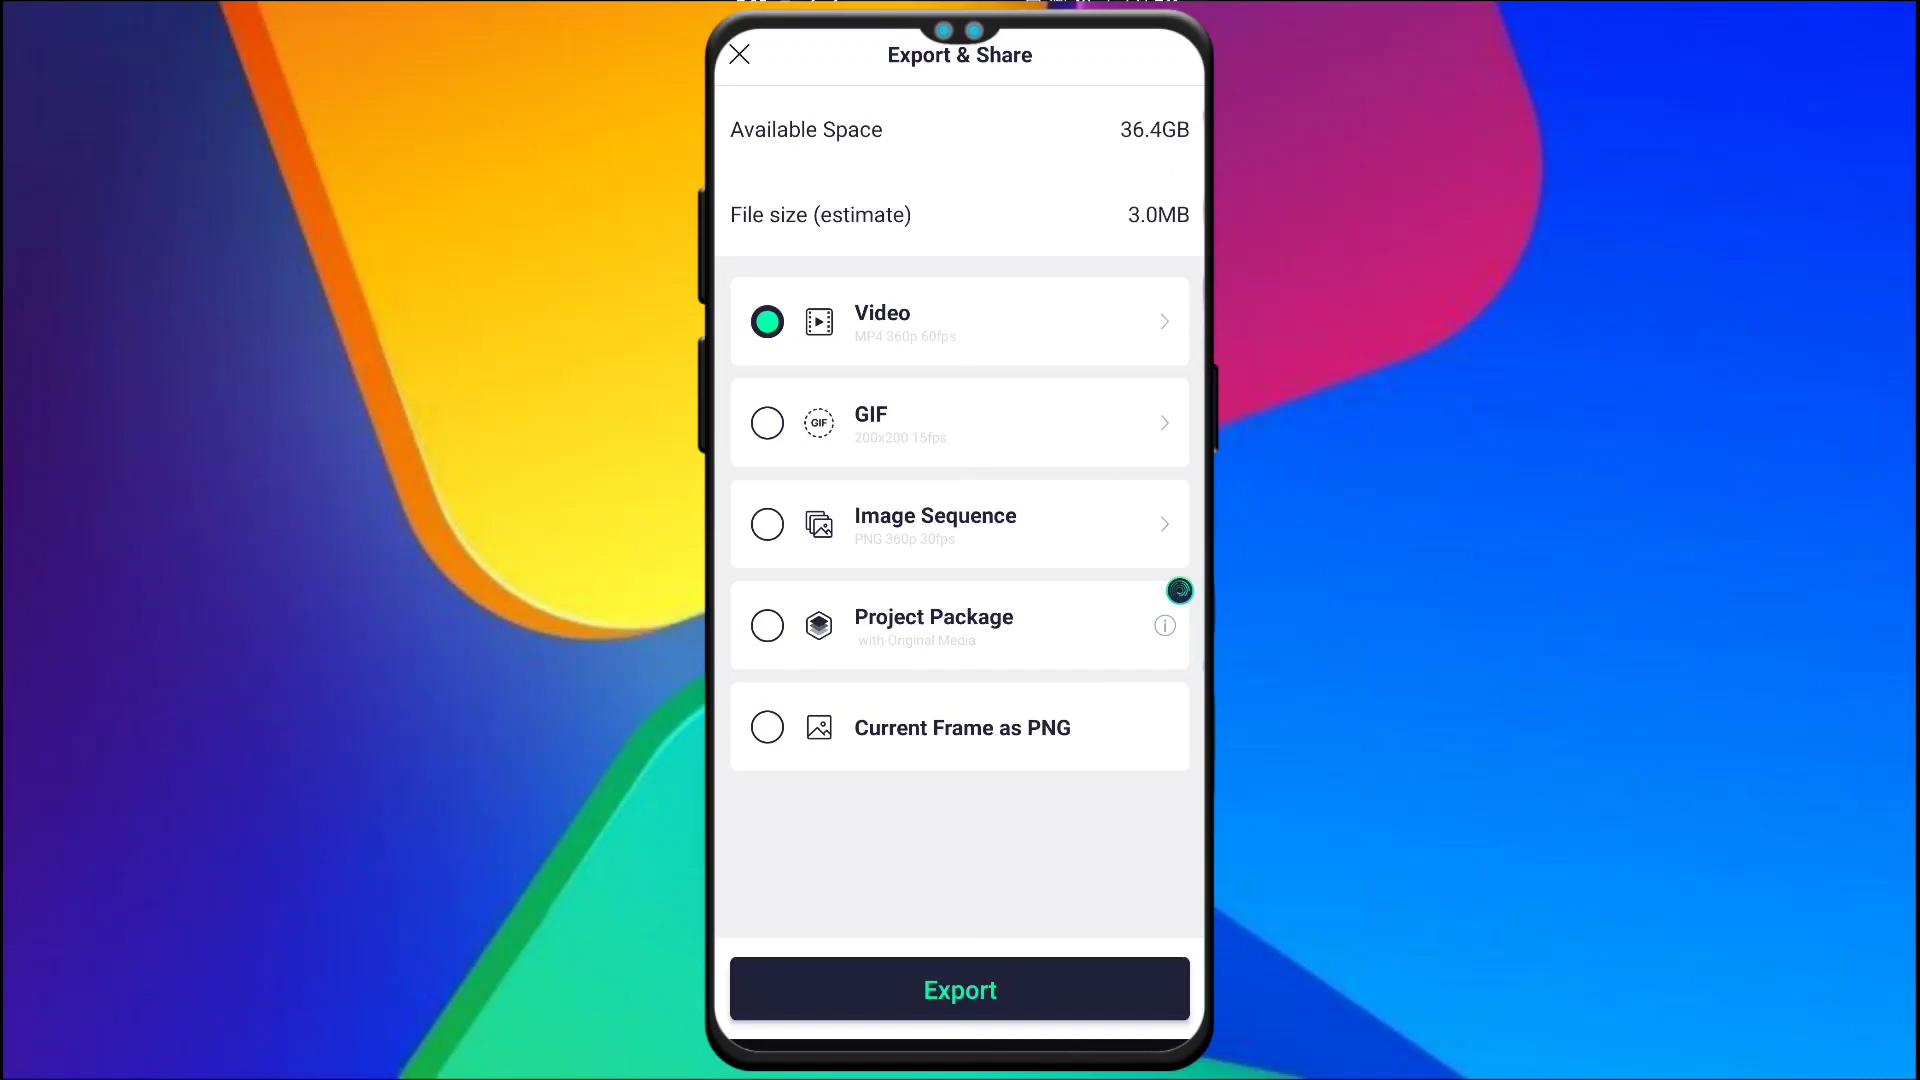 Export & Share
Available Space 36.4GB
File size (estimate) 3.0MB
Video
MP4 360p 60fps
GIF
GIF
200x200 15fps
Image Sequence
PNG 360p 30fps
Project Package
with Original Media
Current Frame as PNG
Export